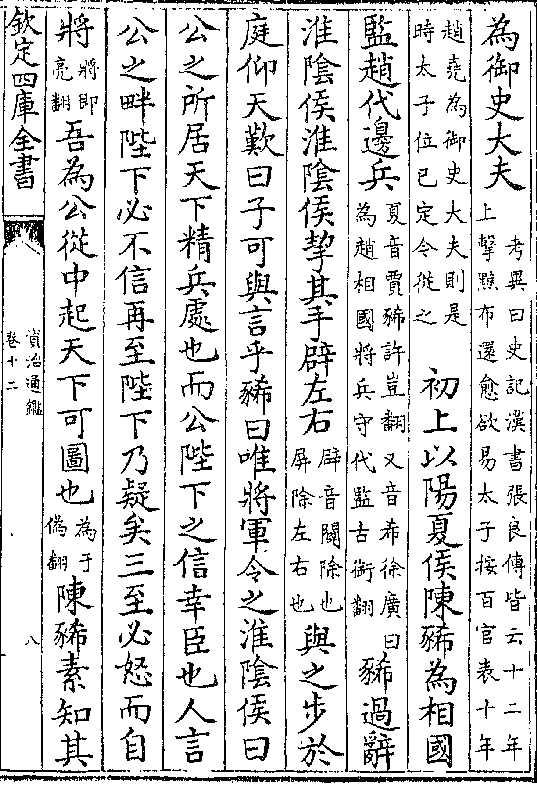 為御史大夫考異曰史記漢書張良傳皆云十二年上擊黥布還愈欲易太子按百官表十年
趙堯為御史大夫則是時太子位已定今從之初上以陽夏侯陳豨為相國
監趙代邊兵夏音賈豨許豈翻又音希徐廣曰為趙相國將兵守代監古銜翻豨過辭
淮陰侯淮陰侯挈其手辟左右辟音闢除也屏除左右也與之步於
庭仰天歎曰子可與言乎豨曰唯將軍令之淮陰侯曰
公之所居天下精兵處也而公陛下之信幸臣也人言
公之畔陛下必不信再至陛下乃疑矣三至必怒而自
將將即亮翻吾為公從中起天下可圖也為于偽翻陳豨素知其
欽定四庫全書
資治通鑑
卷十二
八